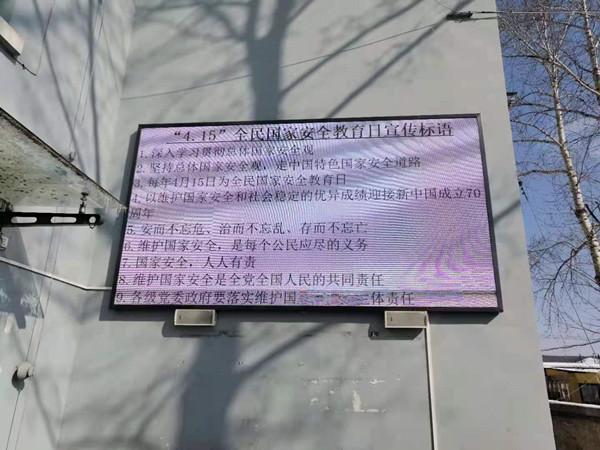 “4.15”全民国家安全教育日宣传标语
1.深入学习贯彻总体国家安全观
2.坚持总体国家安全观，走中国特色国家安全道路
3.每年4月15日为全民国家安全教育日
4.以维护国家安全和社会稳定的优异成绩迎接新中国成立70
周年
5.安而不忘危、治而不忘乱、存而不忘亡
6.维护国家安全，是每个公民应尽的义务
7.国家安全，人人有责
8.维护国家安全是全党全国人民的共同责任
9.各级党委政府要落实维护国 体责任